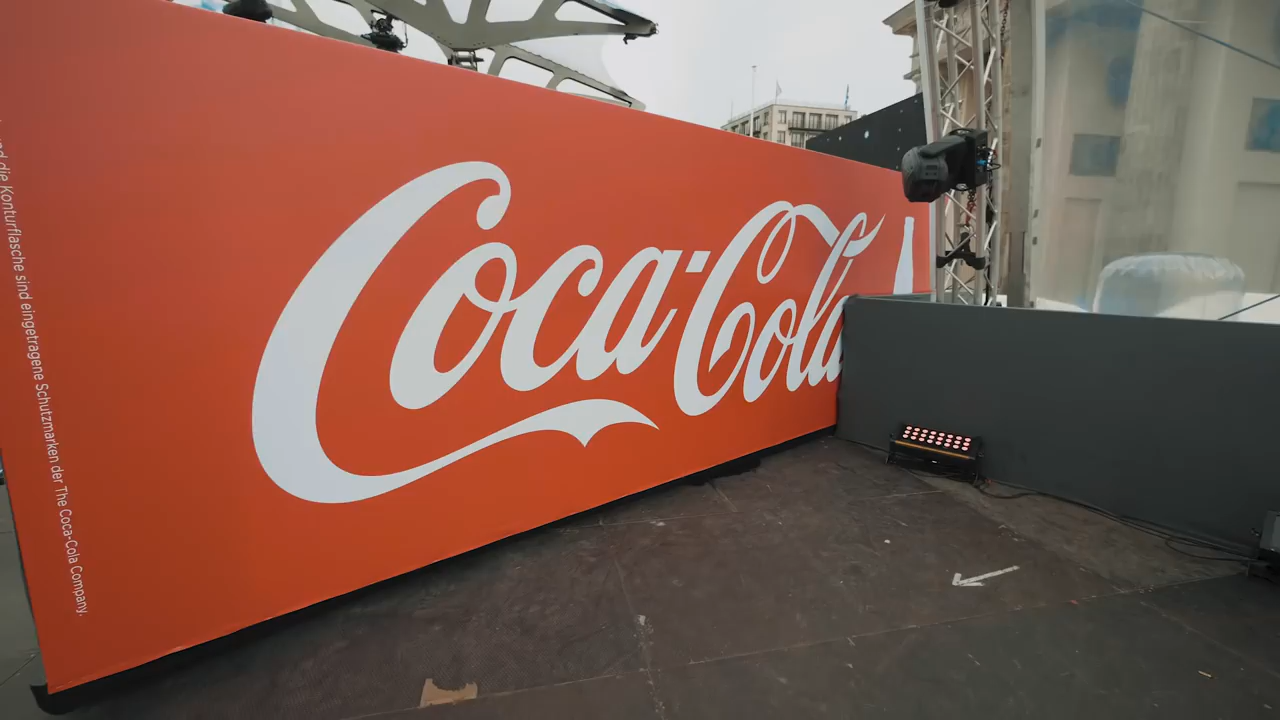 Coca-Cola
die Konturflasche sind eingetragene Schutzmarken der The Coca-Cola Company.